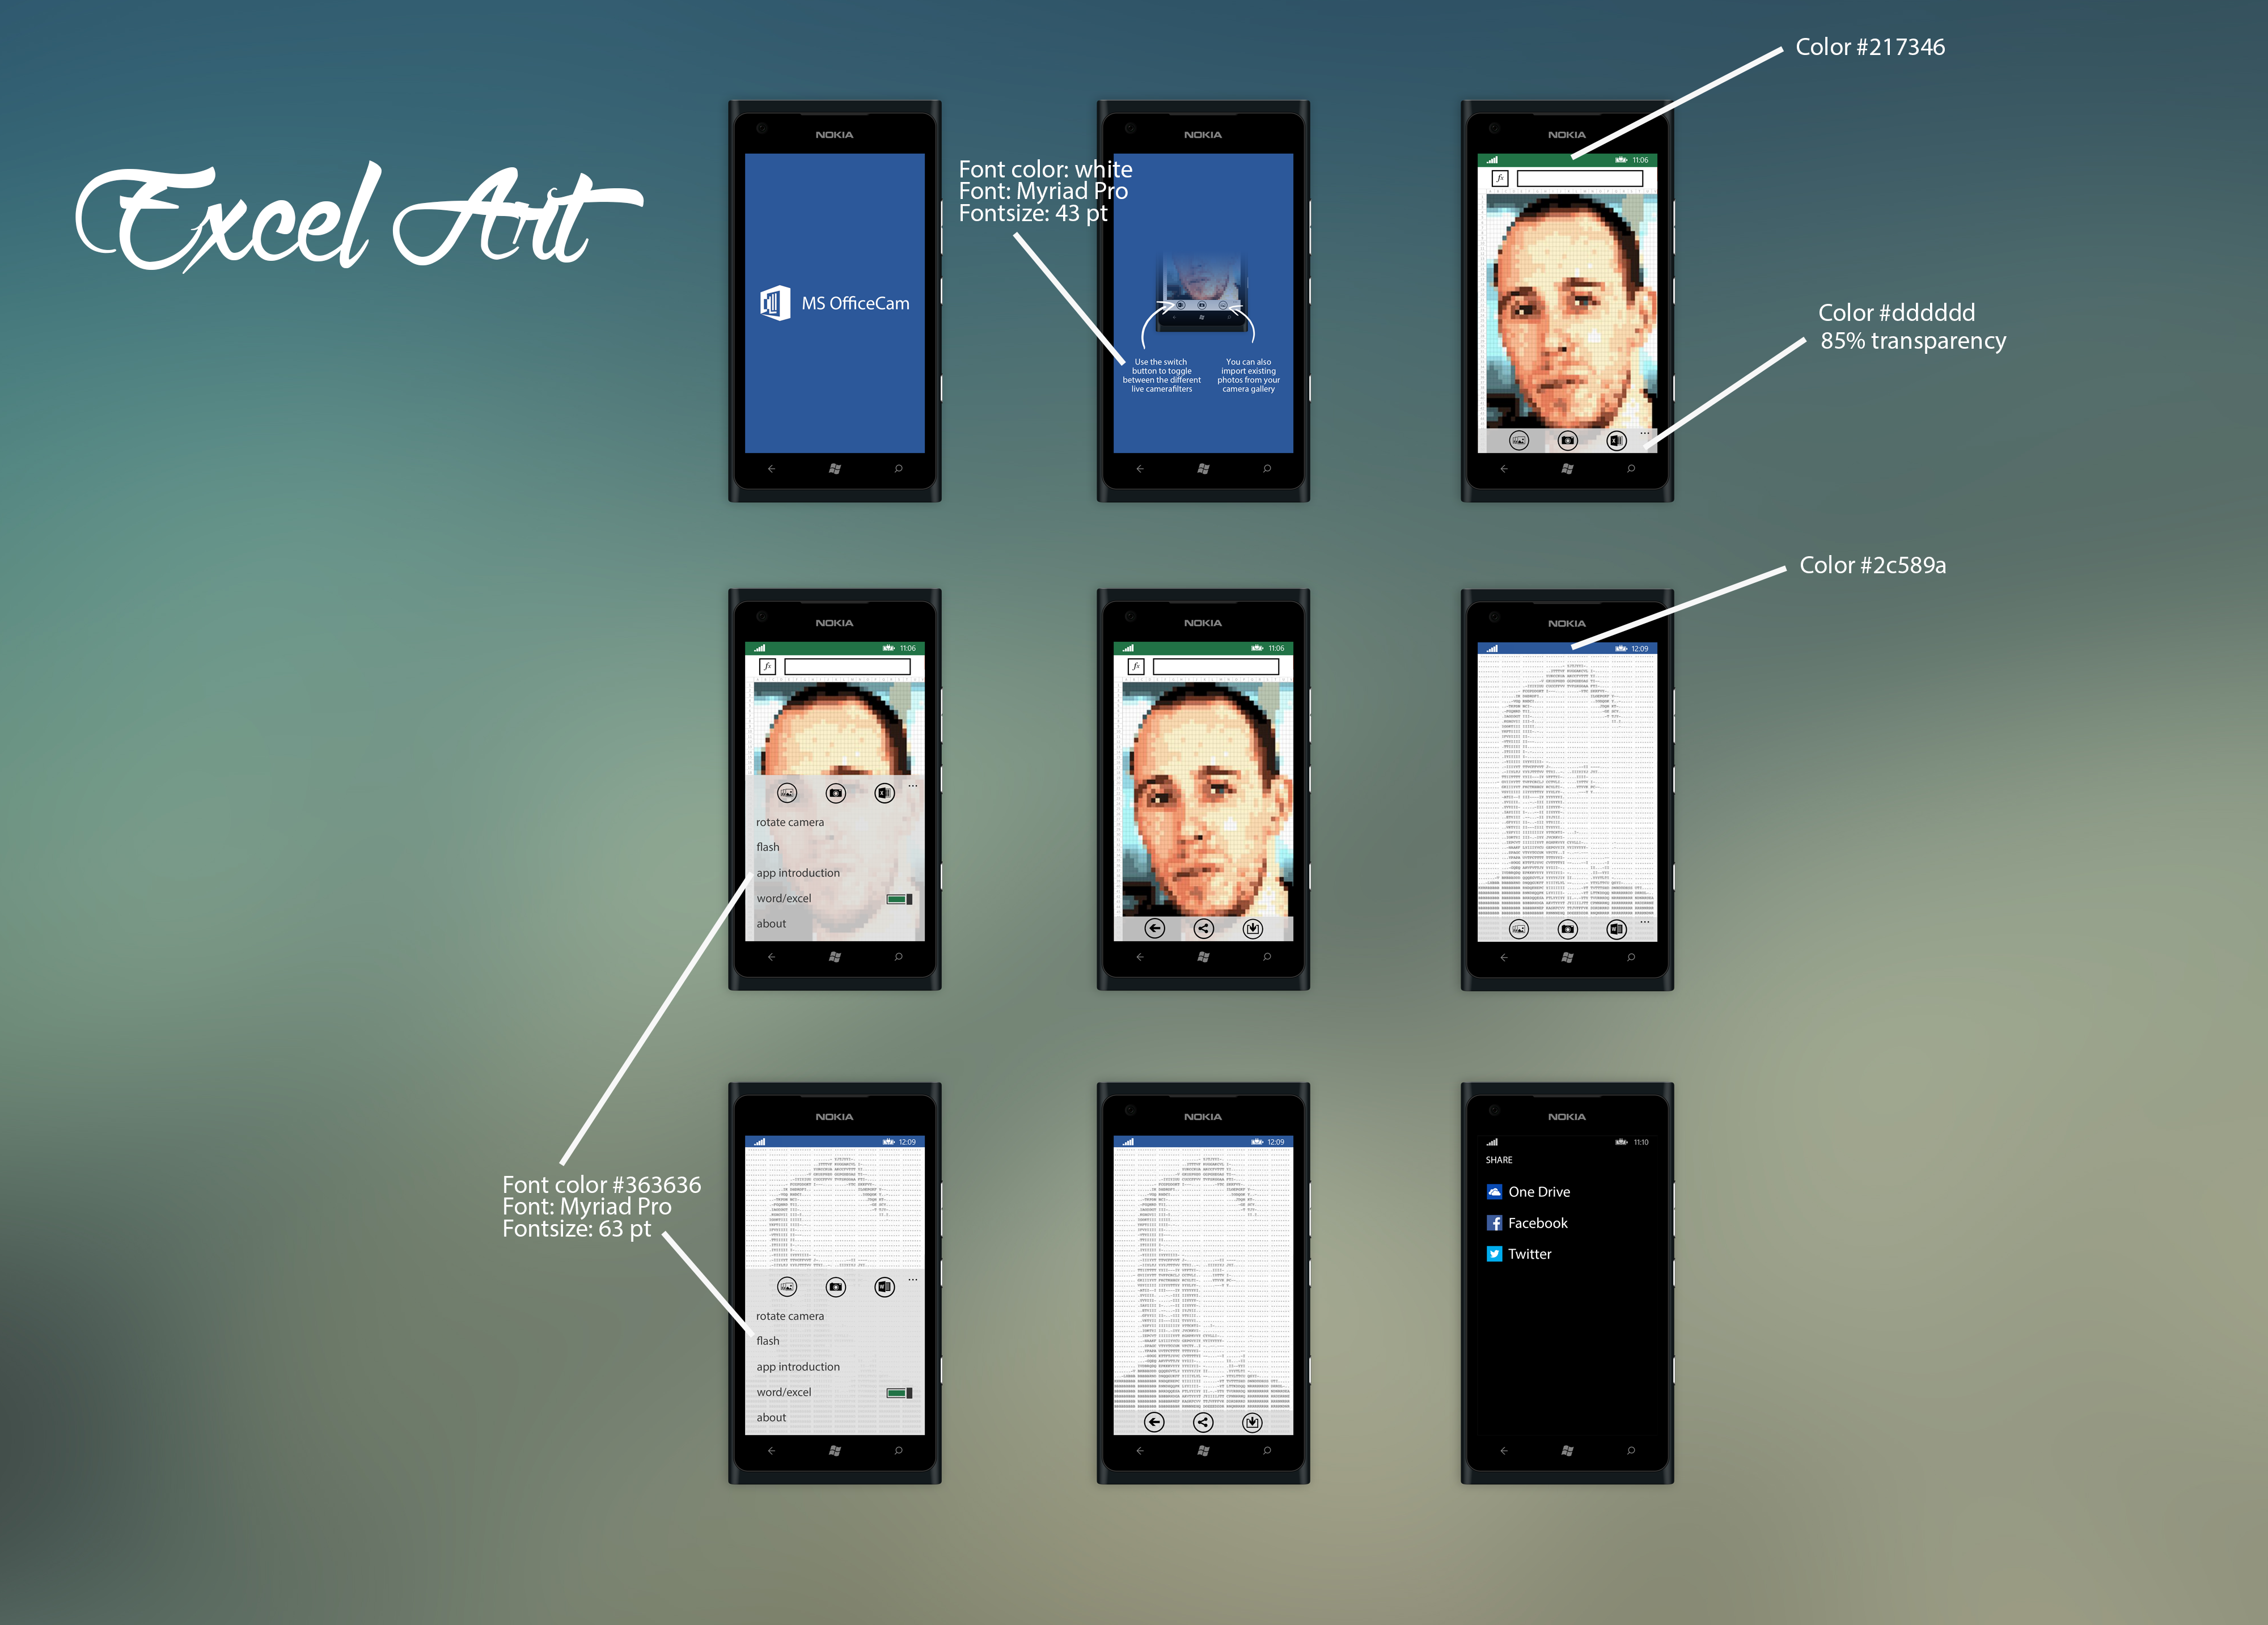 Excel Art
NOKIA
MS OfficeCam
Font color: white
Font: Myriad Pro
Fontsize: 43 pt
NOKIA
Use the switch
button to toggle
between the different
live camerafilters
You can also
import existing
photos from your
camera gallery
Color #217346
NOKIA
11:06
fx
Color #dddddd
85% transparency
NOKIA
11:06
fx
rotate camera
flash
app introduction
word/excel
about
NOKIA
11:06
fx
Color #2c589a
NOKIA
12:09
Font color #363636
Font: Myriad Pro
Fontsize: 63 pt
NOKIA
12:09
rotate camera
flash
app introduction
word/excel
about
NOKIA
12:09
NOKIA
11:10
SHARE
One Drive
Facebook
Twitter